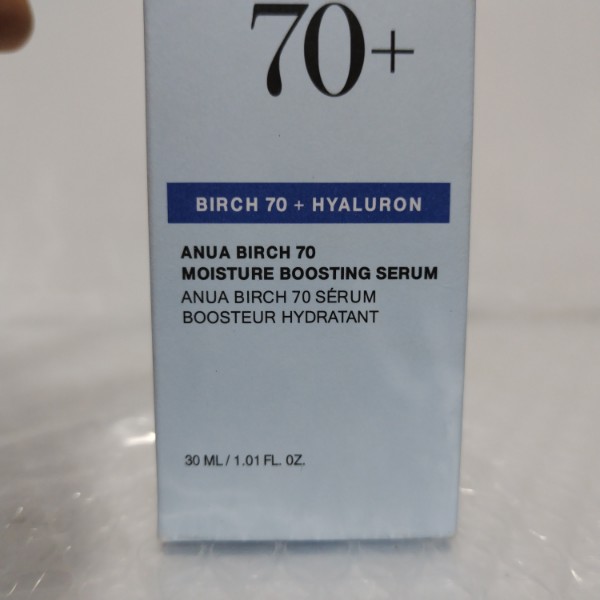 70+
BIRCH 70 + HYALURON
ANUA BIRCH 70
MOISTURE BOOSTING SERUM
ANUA BIRCH 70 SÉRUM
BOOSTEUR HYDRATANT
30 ML / 1.01 FL. OZ.